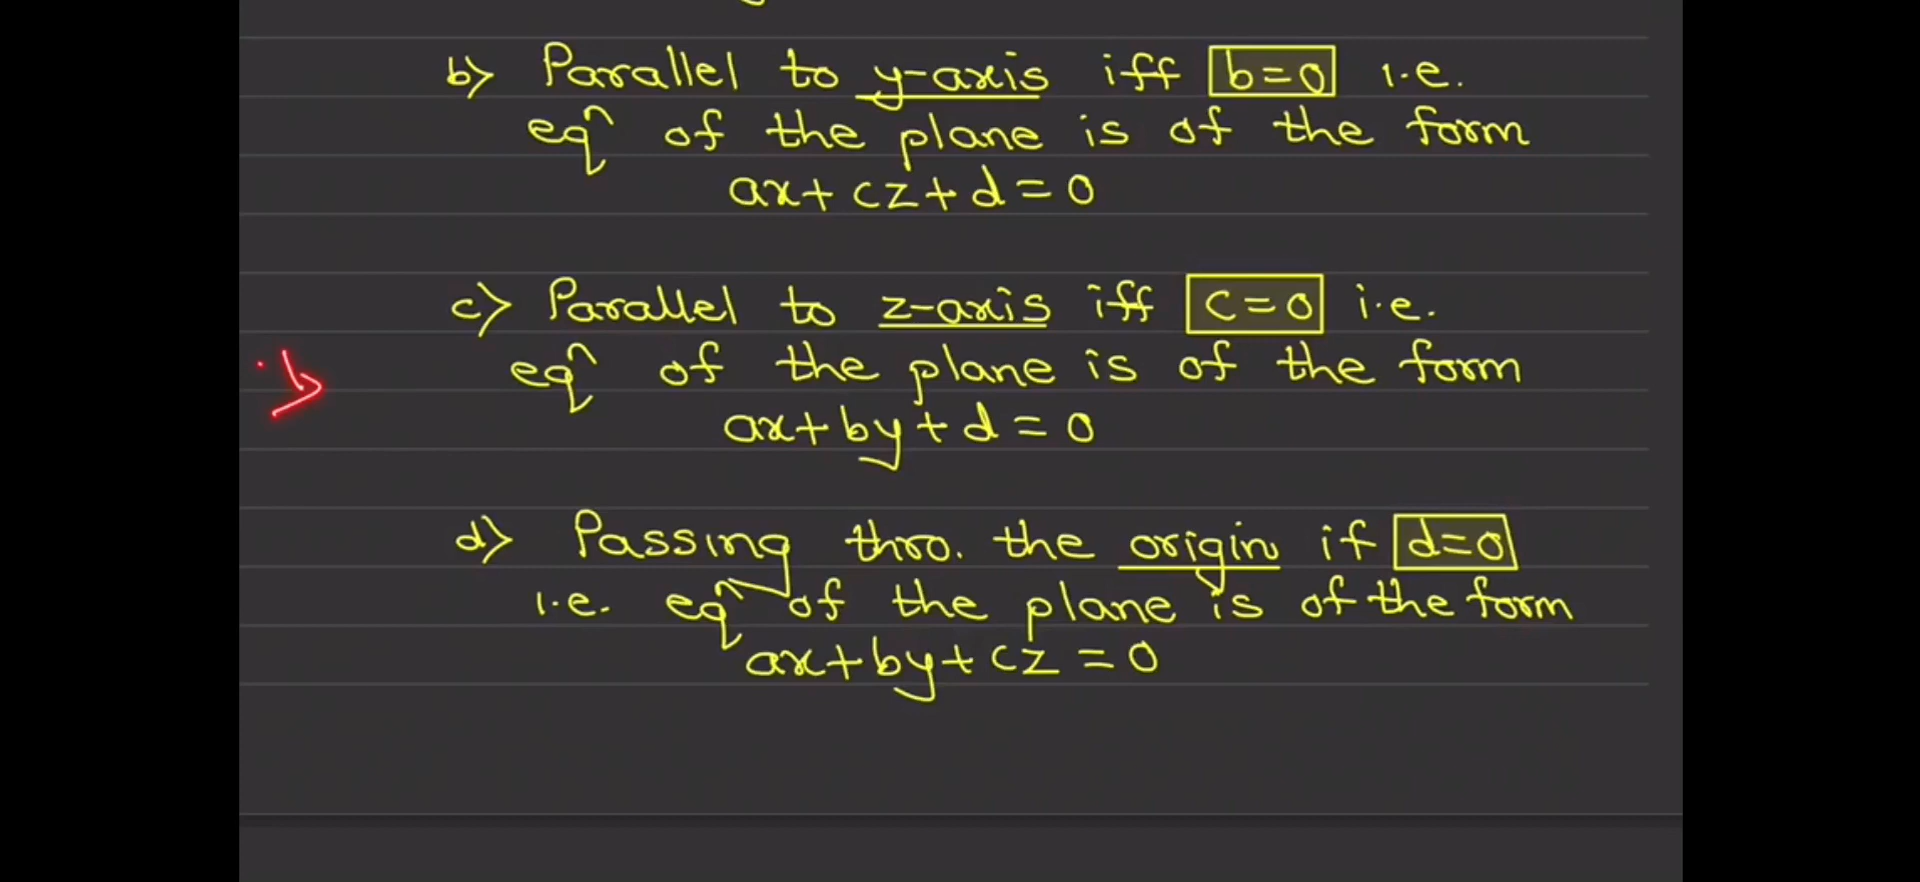 b) Parallel to y-axis iff b=0 i.e.
eqⁿ of the plane is of the form
ax+cz+d=0
c) Parallel to z-axis iff c=0 i.e.
eqⁿ of the plane is of the form
ax+by+d=0
d) Passing thro. the origin if d=0
i.e. eqⁿ of the plane is of the form
ax+by+cz=0